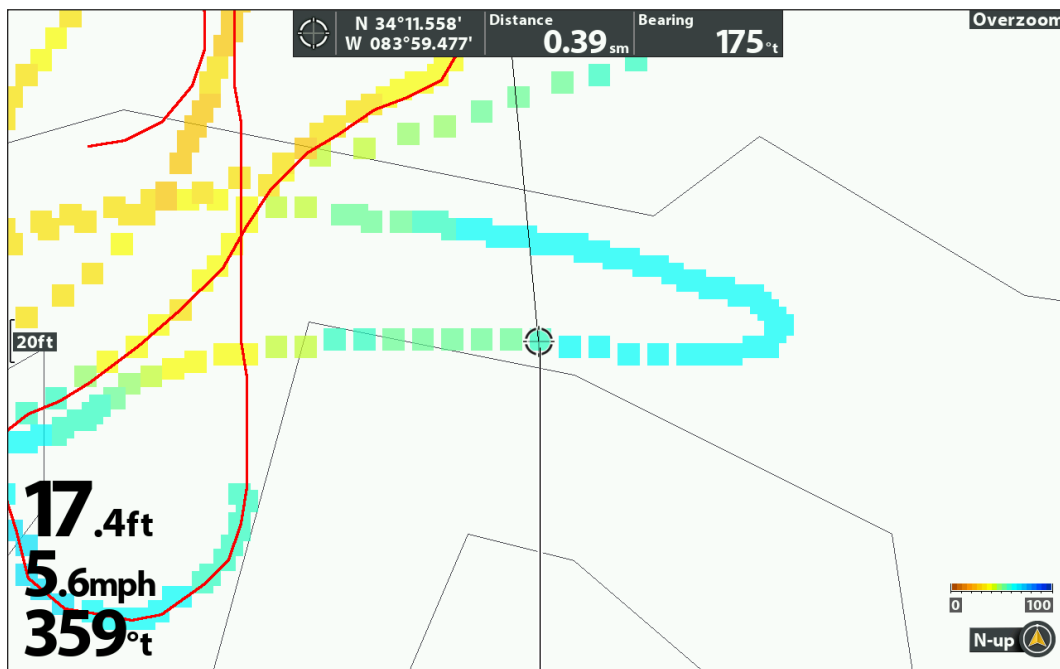 N 34°11.558'
W 083°59.477'
Distance
0.39 sm
Bearing
175°t
Overzoom
20ft
17.4ft
5.6mph
359°t
0 100
N-up